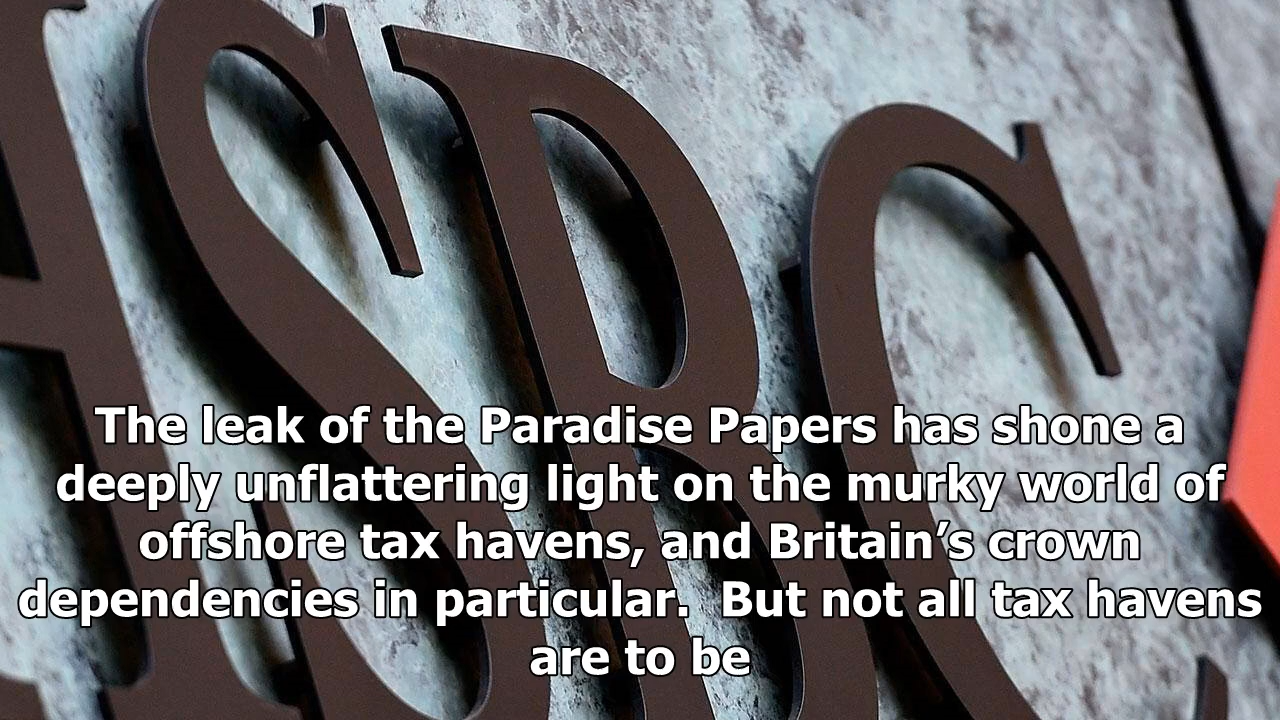 HSBC
The leak of the Paradise Papers has shone a
deeply unflattering light on the murky world of
offshore tax havens, and Britain’s crown
dependencies in particular.  But not all tax havens
are to be